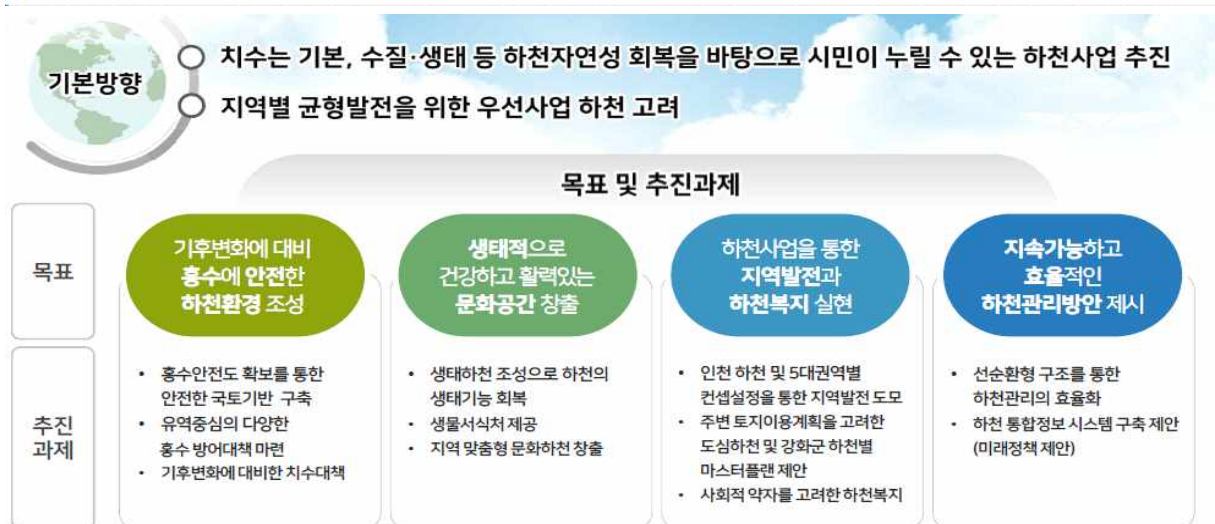 기본방향
치수는 기본, 수질·생태 등 하천자연성 회복을 바탕으로 시민이 누릴 수 있는 하천사업 추진
지역별 균형발전을 위한 우선사업 하천 고려
목표 및 추진과제
목표
기후변화에 대비
홍수에 안전한
하천환경 조성
생태적으로
건강하고 활력있는
문화공간 창출
하천사업을 통한
지역발전과
하천복지 실현
지속가능하고
효율적인
하천관리방안 제시
추진
과제
• 홍수안전도 확보를 통한
안전한 국토기반 구축
• 유역중심의 다양한
홍수 방어대책 마련
• 기후변화에 대비한 치수대책
• 생태하천 조성으로 하천의
생태기능 회복
• 생물서식처 제공
• 지역 맞춤형 문화하천 창출
• 인천 하천 및 5대권역별
컨셉설정을 통한 지역발전 도모
• 주변 토지이용계획을 고려한
도심하천 및 강화군 하천별
마스터플랜 제안
• 사회적 약자를 고려한 하천복지
• 선순환형 구조를 통한
하천관리의 효율화
• 하천 통합정보 시스템 구축 제안
(미래정책 제안)